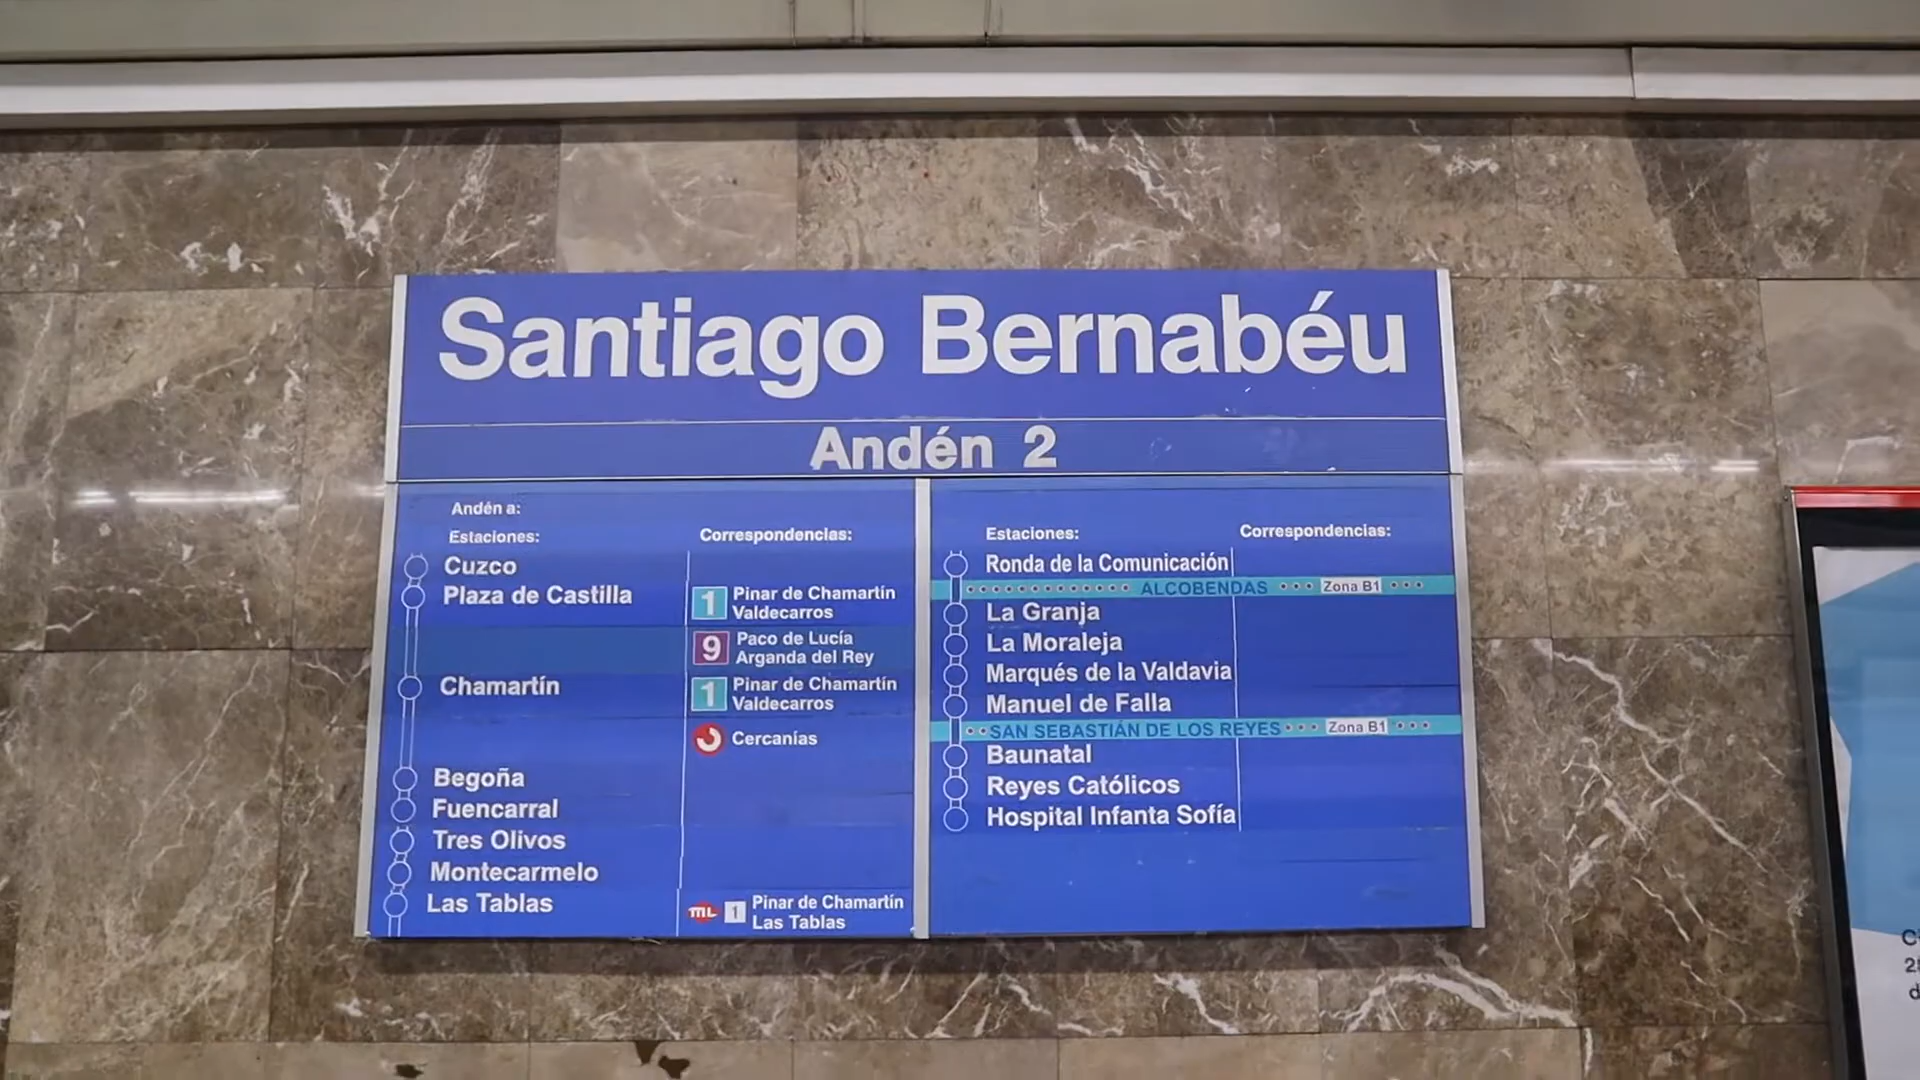 Santiago Bernabéu
Andén 2
Andén a:
Estaciones:
Correspondencias:
Cuzco
Plaza de Castilla
1 Pinar de Chamartín
Valdecarros
9 Paco de Lucía
Arganda del Rey
Chamartín
1 Pinar de Chamartín
Valdecarros
Cercanías
Begoña
Fuencarral
Tres Olivos
Montecarmelo
Las Tablas
ML 1 Pinar de Chamartín
Las Tablas
Estaciones:
Correspondencias:
Ronda de la Comunicación
ALCOBENDAS Zona B1
La Granja
La Moraleja
Marqués de la Valdavia
Manuel de Falla
SAN SEBASTIÁN DE LOS REYES Zona B1
Baunatal
Reyes Católicos
Hospital Infanta Sofía